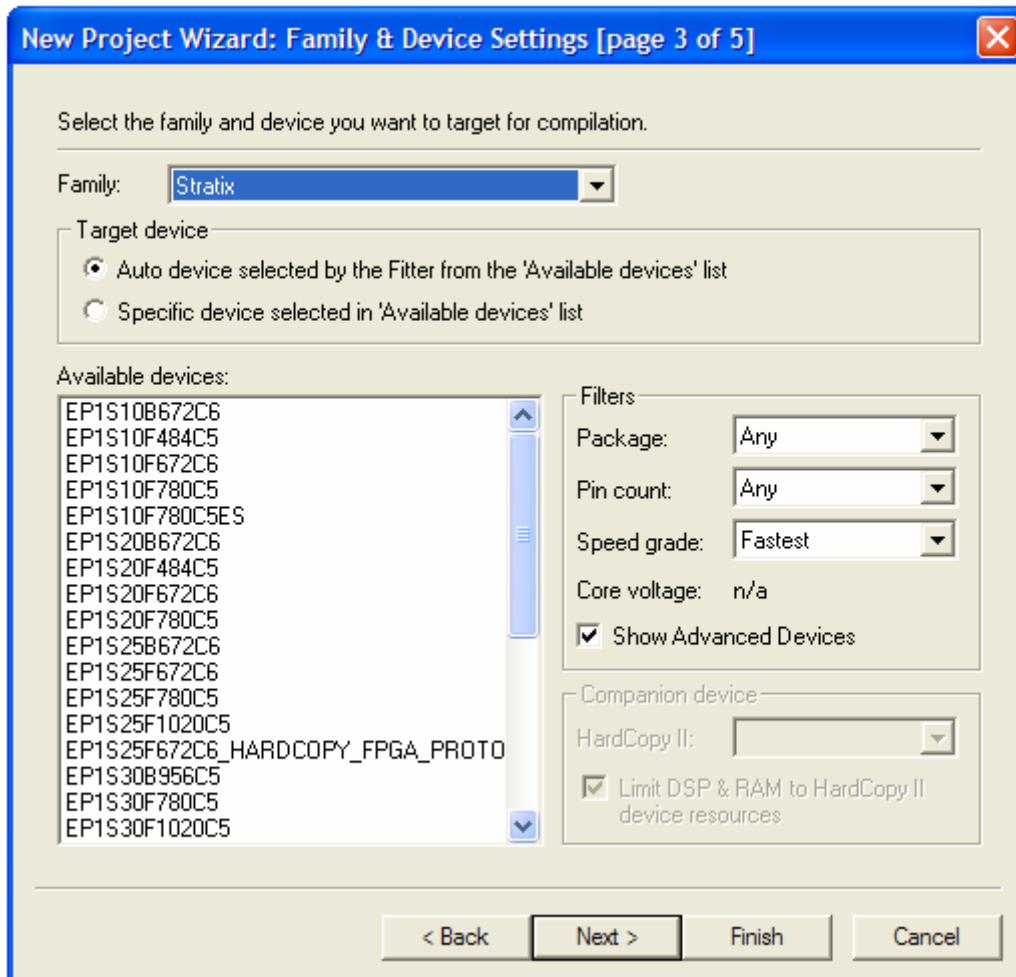 New Project Wizard: Family & Device Settings [page 3 of 5]
Select the family and device you want to target for compilation.
Family: Stratix
Target device
Auto device selected by the Fitter from the 'Available devices' list
Specific device selected in 'Available devices' list
Available devices:
EP1S10B672C6
EP1S10F484C5
EP1S10F672C6
EP1S10F780C5
EP1S10F780C5ES
EP1S20B672C6
EP1S20F484C5
EP1S20F672C6
EP1S20F780C5
EP1S25B672C6
EP1S25F672C6
EP1S25F780C5
EP1S25F1020C5
EP1S25F672C6_HARDCOPY_FPGA_PROTO
EP1S30B956C5
EP1S30F780C5
EP1S30F1020C5
Filters
Package: Any
Pin count: Any
Speed grade: Fastest
Core voltage: n/a
Show Advanced Devices
Companion device
HardCopy II:
Limit DSP & RAM to HardCopy II
device resources
< Back Next > Finish Cancel